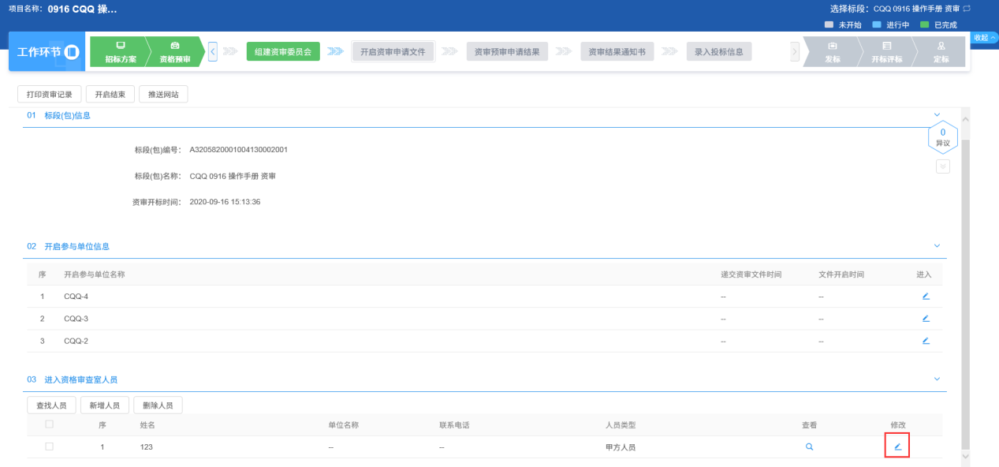 项目名称: 0916 CQQ 操...
选择标段: CQQ 0916 操作手册 资审
未开始 进行中 已完成
收起
工作环节
招标方案
资格预审
组建资审委员会
开启资审申请文件
资审预审申请结果
资审结果通知书
录入投标信息
发标
开标评标
定标
打印资审记录 开启结束 推送网站
01 标段(包)信息
0
异议
标段(包)编号: A3205820001004130002001
标段(包)名称: CQQ 0916 操作手册 资审
资审开标时间: 2020-09-16 15:13:36
02 开启参与单位信息
序 开启参与单位名称 递交资审文件时间 文件开启时间 进入
1 CQQ-4 -- --
2 CQQ-3 -- --
3 CQQ-2 -- --
03 进入资格审查室人员
查找人员 新增人员 删除人员
序 姓名 单位名称 联系电话 人员类型 查看 修改
1 123 -- -- 甲方人员